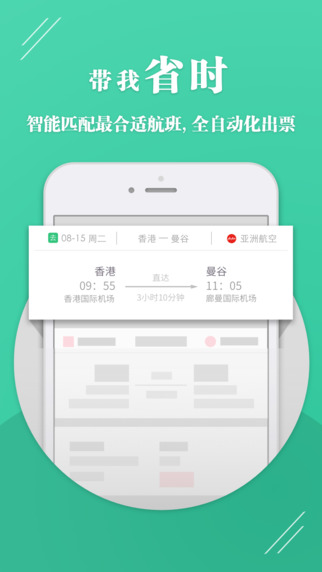 带我省时
智能匹配最合适航班, 全自动化出票
去 08-15 周二 香港 — 曼谷 亚洲航空
香港 直达 曼谷
09：55 11：05
香港国际机场 3小时10分钟 廊曼国际机场